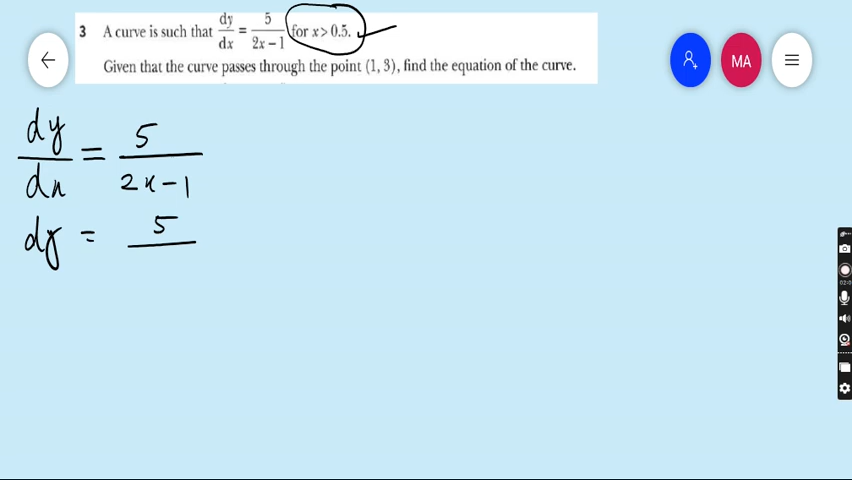 3 A curve is such that dy/dx = 5/(2x − 1) for x > 0.5.
Given that the curve passes through the point (1, 3), find the equation of the curve.
MA
dy/dx = 5/(2x − 1)
dy = 5